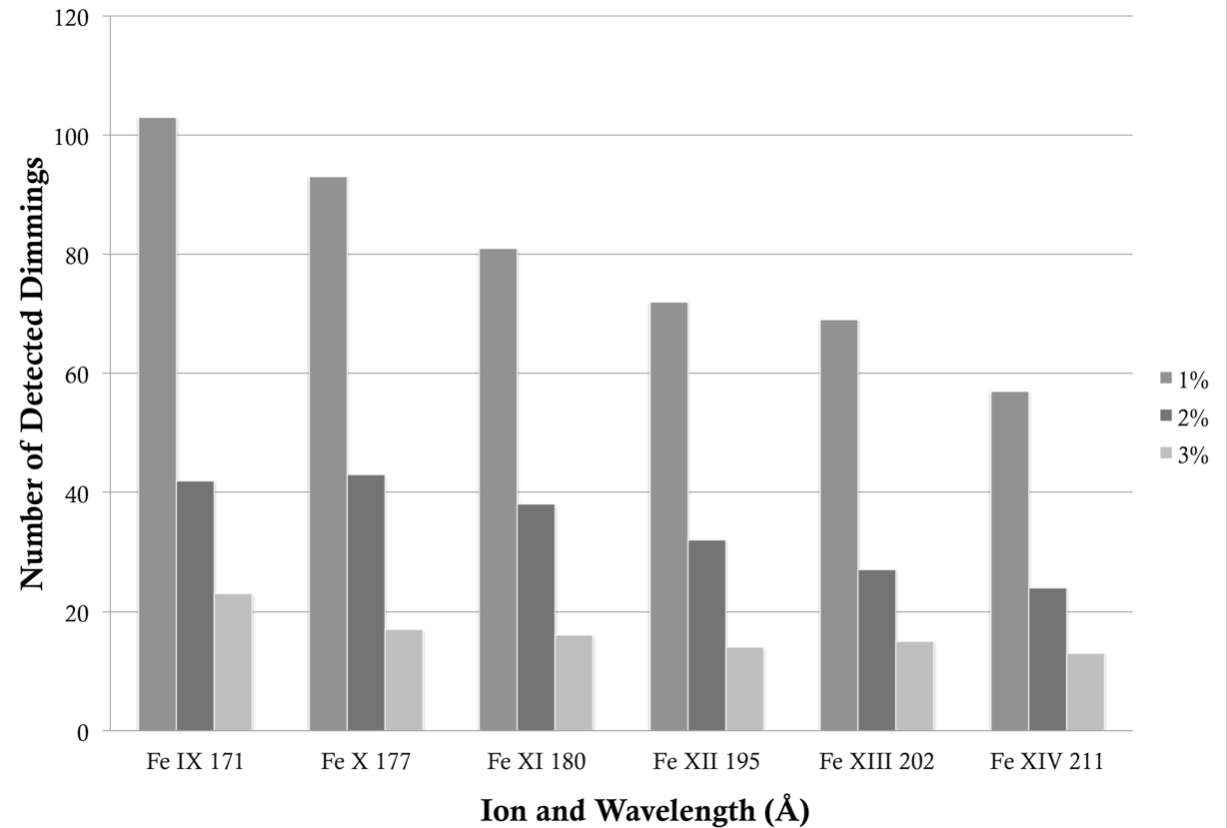 120
100
80
60
40
20
0
Number of Detected Dimmings
Fe IX 171
Fe X 177
Fe XI 180
Fe XII 195
Fe XIII 202
Fe XIV 211
Ion and Wavelength (Å)
1%
2%
3%